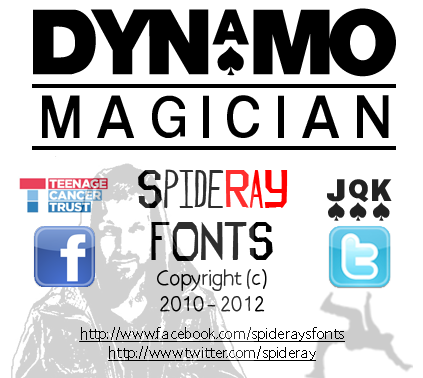 DYNAMO
MAGICIAN
TEENAGE
CANCER
TRUST
SPIDERAY
JQK
FONTS
f
t
Copyright (c)
2010 - 2012
http://www.facebook.com/spideraysfonts
http://www.twitter.com/spideray